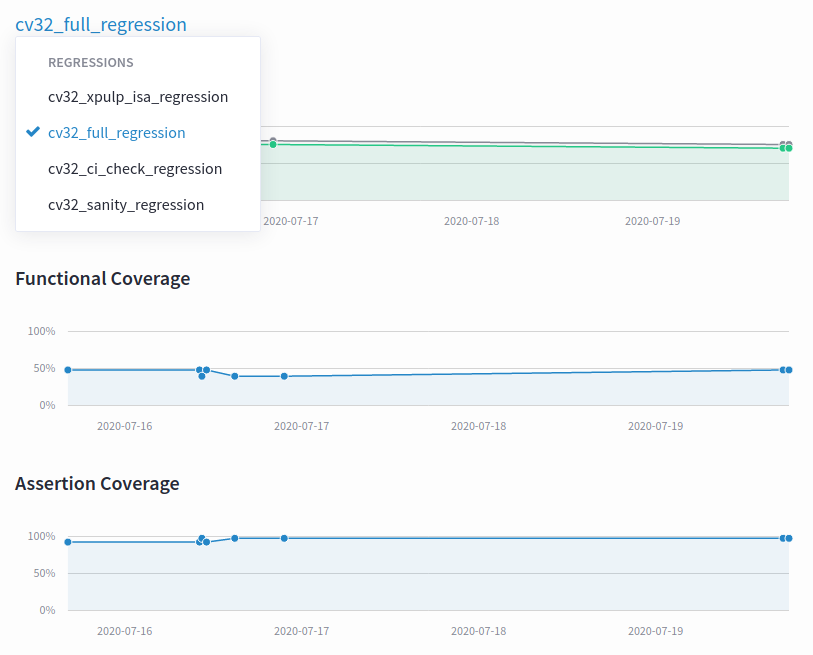 cv32_full_regression
REGRESSIONS
cv32_xpulp_isa_regression
cv32_full_regression
cv32_ci_check_regression
cv32_sanity_regression
2020-07-17 2020-07-18 2020-07-19
Functional Coverage
100%
50%
0%
2020-07-16 2020-07-17 2020-07-18 2020-07-19
Assertion Coverage
100%
50%
0%
2020-07-16 2020-07-17 2020-07-18 2020-07-19